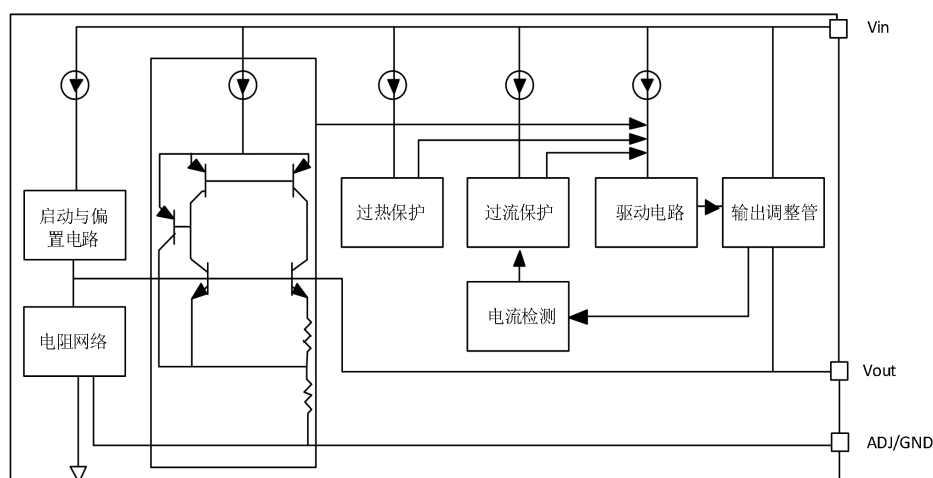 Vin
启动与偏
置电路
过热保护
过流保护
驱动电路
输出调整管
电阻网络
电流检测
Vout
ADJ/GND